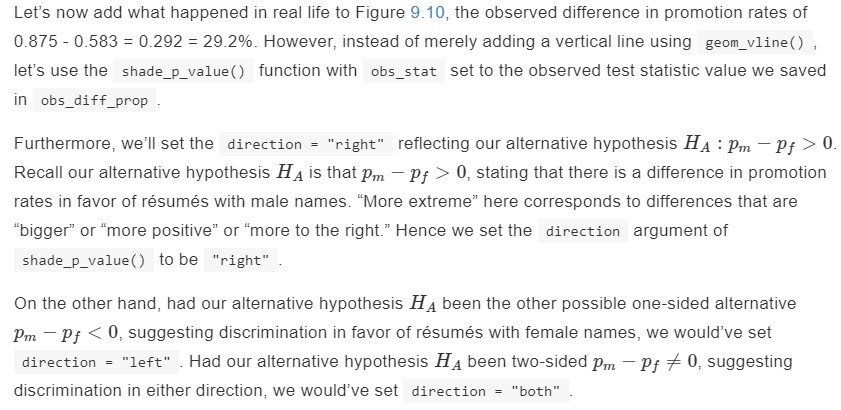 Let’s now add what happened in real life to Figure 9.10, the observed difference in promotion rates of
0.875 - 0.583 = 0.292 = 29.2%. However, instead of merely adding a vertical line using geom_vline() ,
let’s use the shade_p_value() function with obs_stat set to the observed test statistic value we saved
in obs_diff_prop .
Furthermore, we’ll set the direction = "right" reflecting our alternative hypothesis H_A : p_m − p_f > 0.
Recall our alternative hypothesis H_A is that p_m − p_f > 0, stating that there is a difference in promotion
rates in favor of résumés with male names. “More extreme” here corresponds to differences that are
“bigger” or “more positive” or “more to the right.” Hence we set the direction argument of
shade_p_value() to be "right" .
On the other hand, had our alternative hypothesis H_A been the other possible one-sided alternative
p_m − p_f < 0, suggesting discrimination in favor of résumés with female names, we would’ve set
direction = "left" . Had our alternative hypothesis H_A been two-sided p_m − p_f ≠ 0, suggesting
discrimination in either direction, we would’ve set direction = "both" .